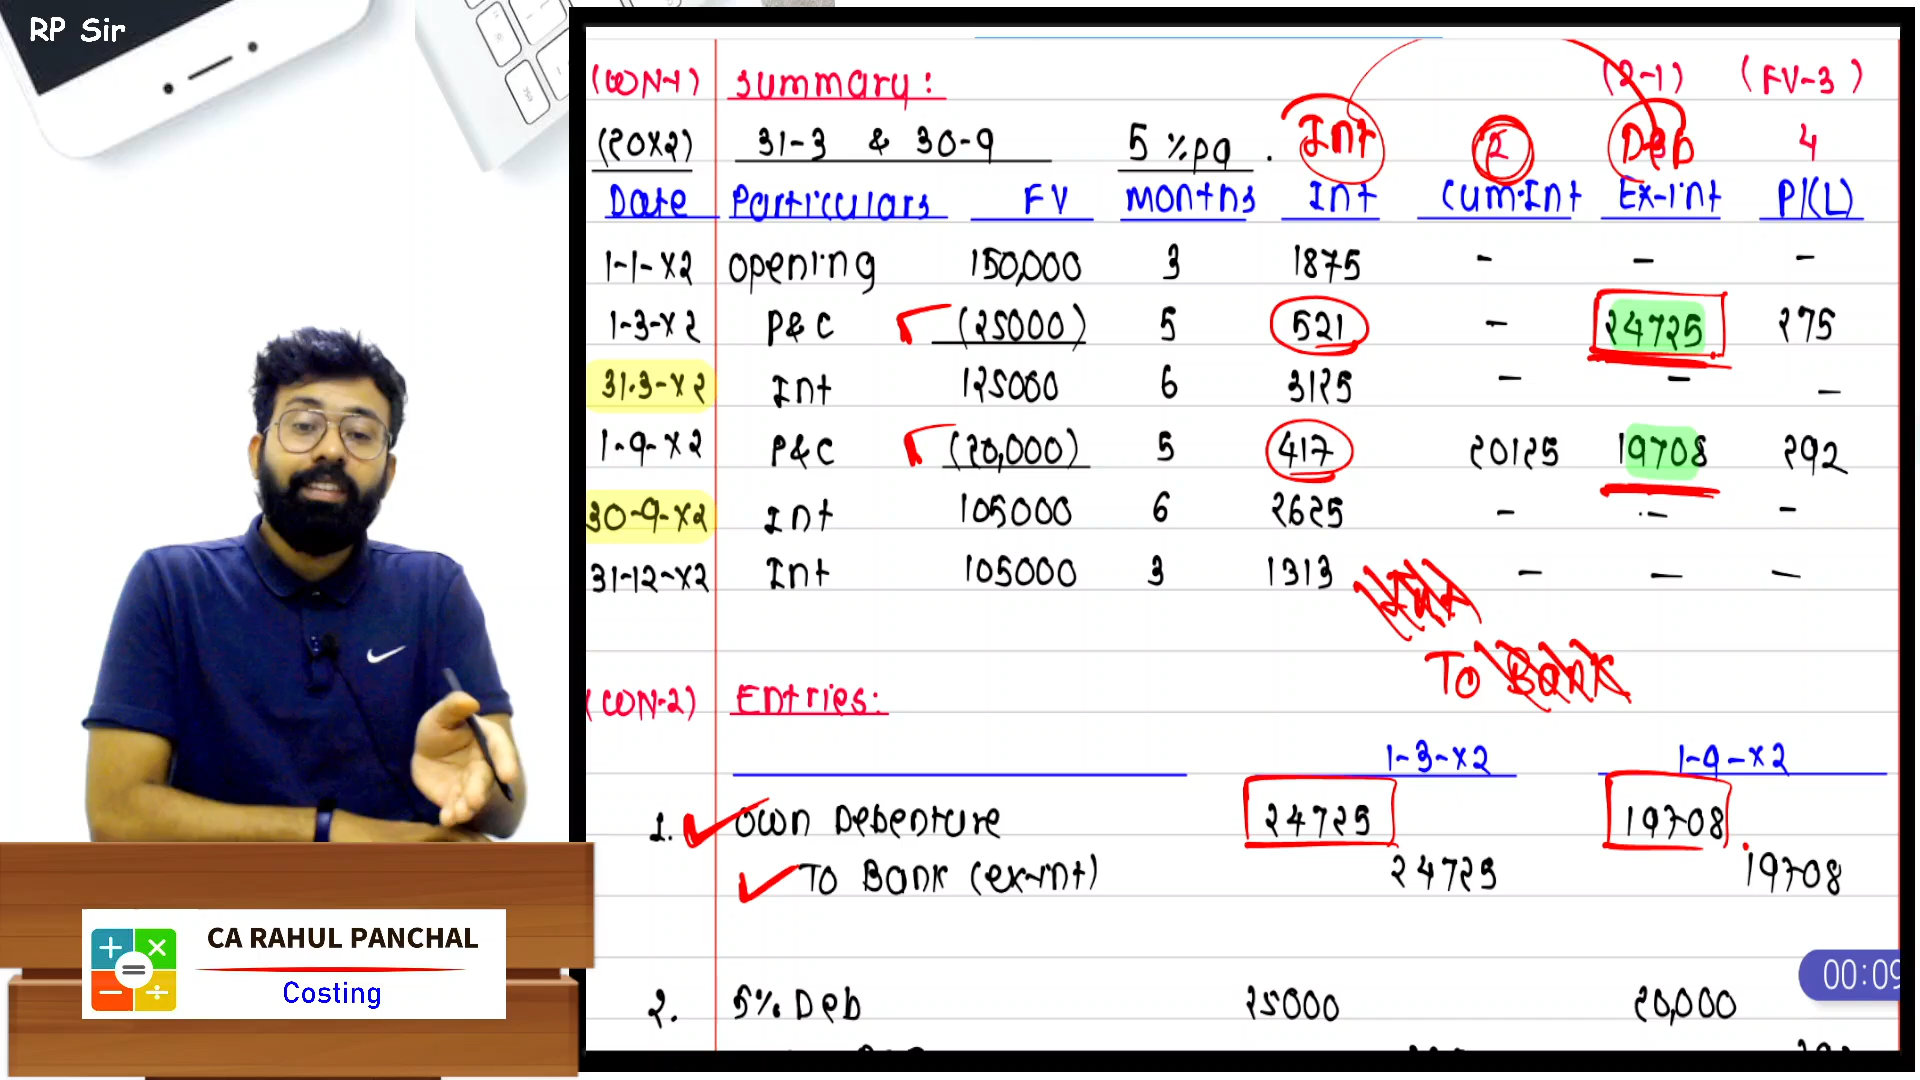 RP Sir
(WN-1) Summary: (2-1) (FV-3)
(20X2) 31-3 & 30-9 5 %pa. Int 2 Deb 4
Date Particulars FV months Int cum-Int Ex-int P/(L)
1-1-X2 opening 150,000 3 1875 - - -
1-3-X2 P&C (25000) 5 521 - 24725 275
31-3-X2 Int 125000 6 3125 - - -
1-9-X2 P&C (20,000) 5 417 20125 19708 292
30-9-X2 Int 105000 6 2625 - - -
31-12-X2 Int 105000 3 1313 - - -
To Bank
(WN-2) Entries:
1-3-X2 1-9-X2
1. Own Debenture 24725 19708
To Bank (ex-int) 24725 19708
2. 5% Deb 25000 20,000
00:09
CA RAHUL PANCHAL
Costing